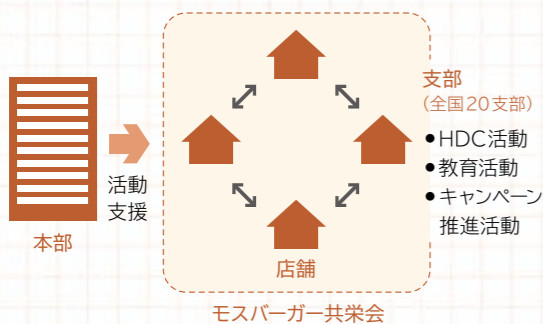 本部
活動
支援
店舗
支部
(全国20支部)
●HDC活動
●教育活動
●キャンペーン
推進活動
モスバーガー共栄会